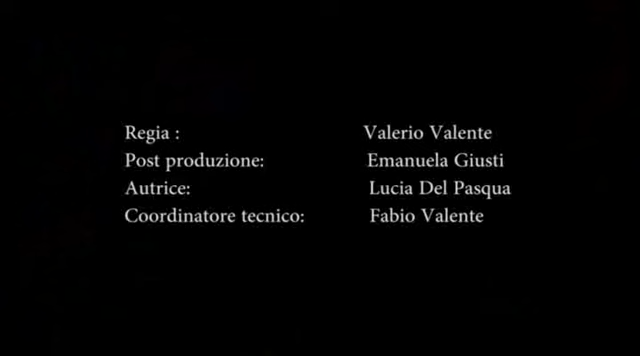 Regia : Valerio Valente
Post produzione: Emanuela Giusti
Autrice: Lucia Del Pasqua
Coordinatore tecnico: Fabio Valente